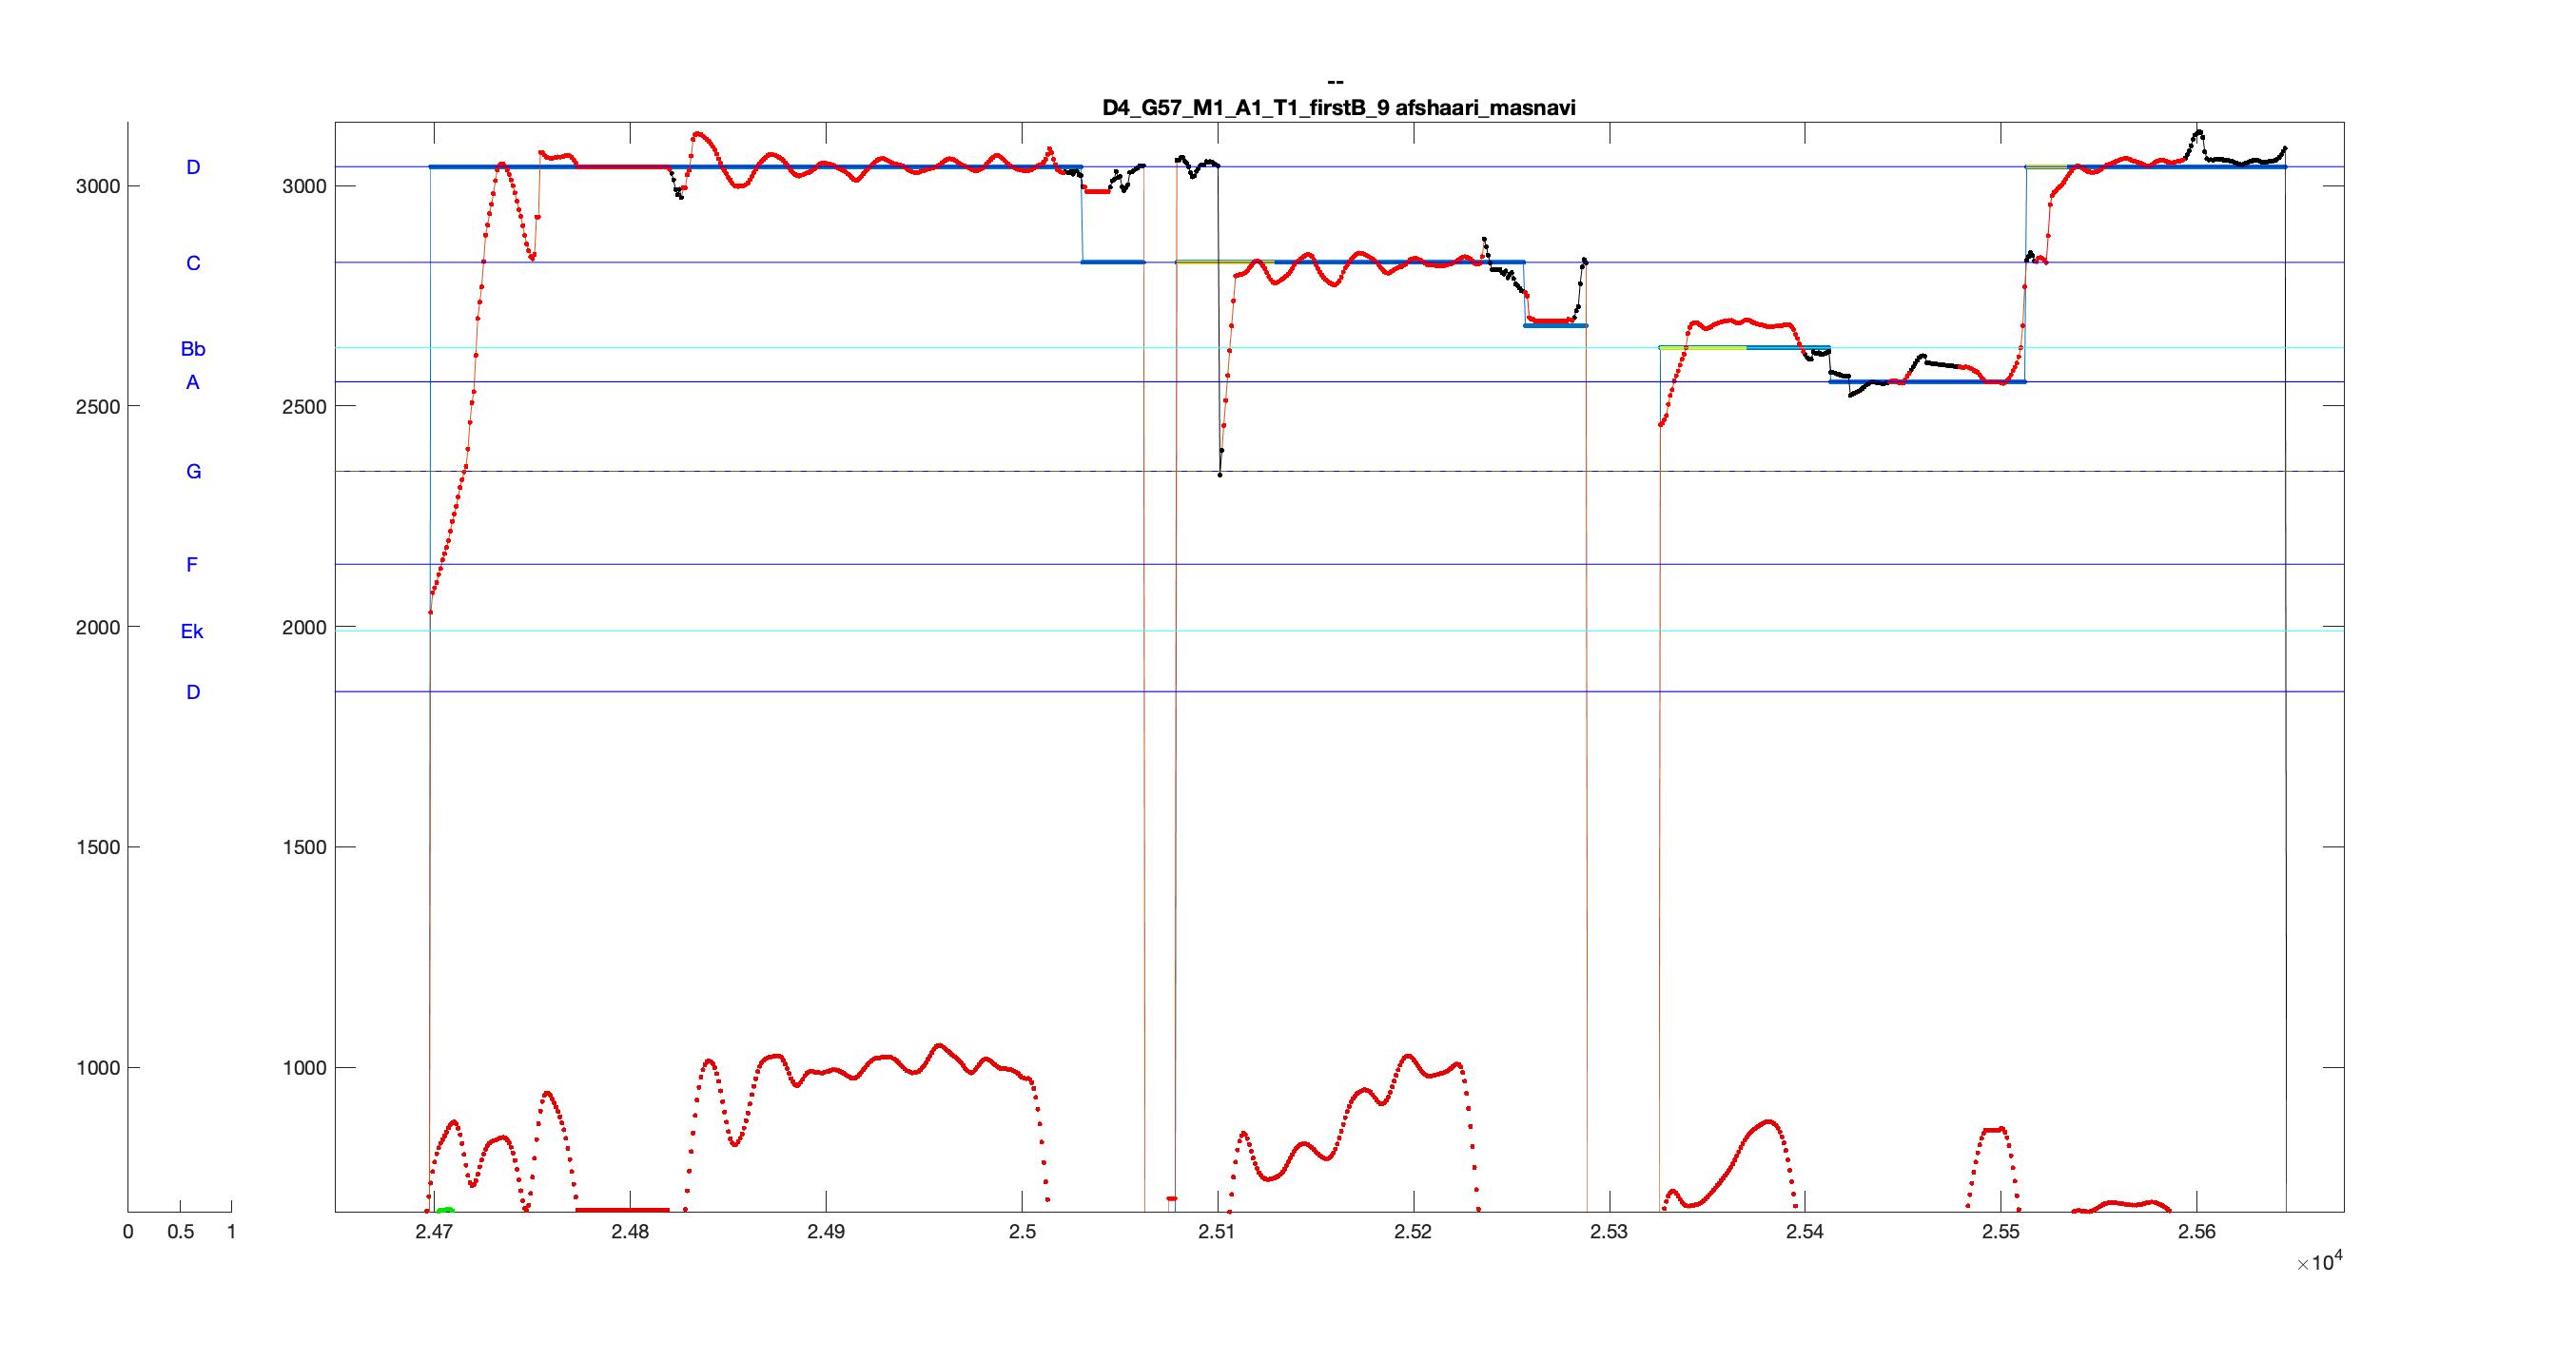 --
D4_G57_M1_A1_T1_firstB_9 afshaari_masnavi
3000
D
3000
C
Bb
A
2500
2500
G
F
2000
Ek
2000
D
1500
1500
1000
1000
0 0.5 1
2.47 2.48 2.49 2.5 2.51 2.52 2.53 2.54 2.55 2.56
×10^4